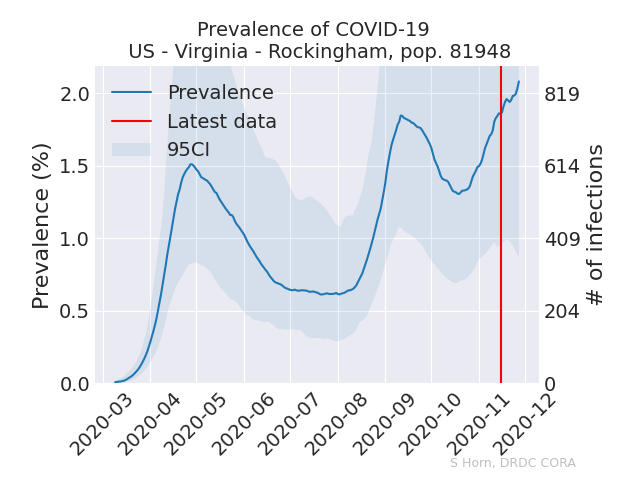 Prevalence of COVID-19
US - Virginia - Rockingham, pop. 81948
Prevalence (%)
2.0
1.5
1.0
0.5
0.0
Prevalence
Latest data
95CI
819
614
409
204
0
# of infections
2020-03
2020-04
2020-05
2020-06
2020-07
2020-08
2020-09
2020-10
2020-11
2020-12
S Horn, DRDC CORA